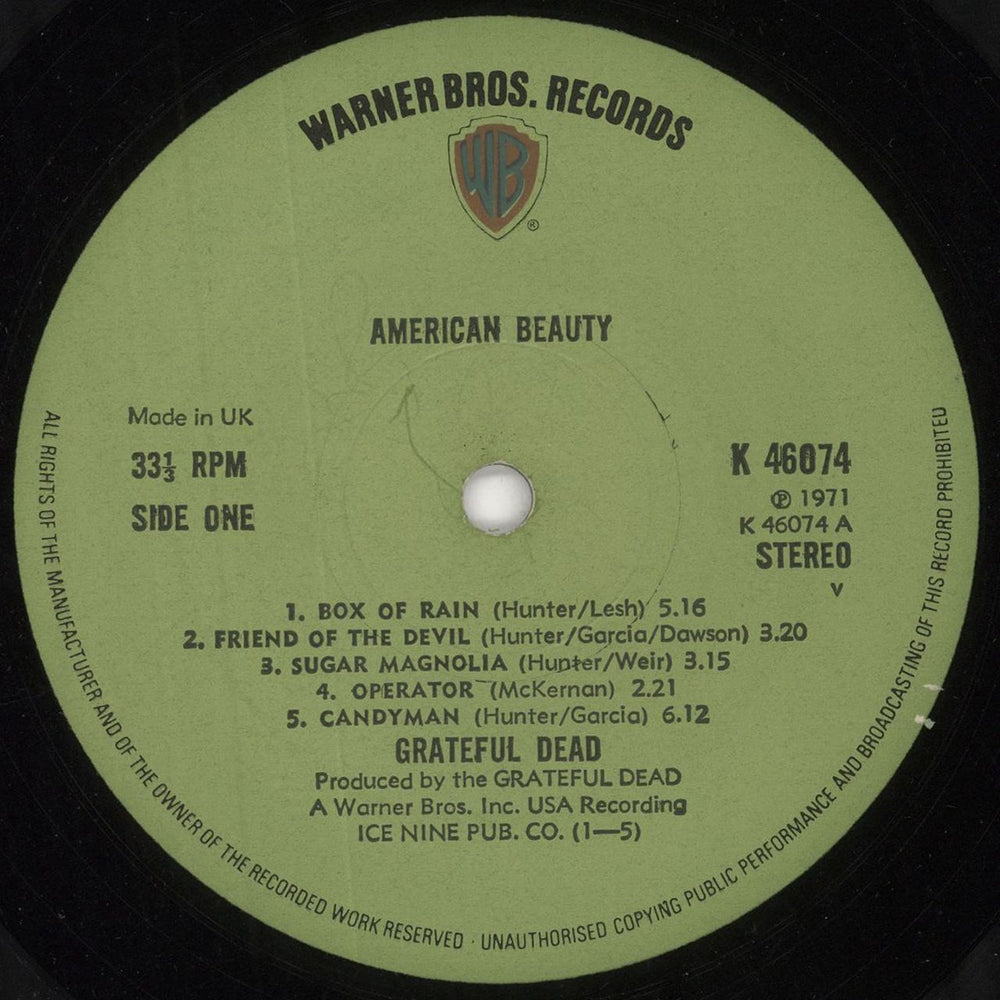 WARNER BROS. RECORDS
WB
®
AMERICAN BEAUTY
Made in UK
33⅓ RPM
SIDE ONE
K 46074
℗ 1971
K 46074 A
STEREO
V
1. BOX OF RAIN (Hunter/Lesh) 5.16
2. FRIEND OF THE DEVIL (Hunter/Garcia/Dawson) 3.20
3. SUGAR MAGNOLIA (Hunter/Weir) 3.15
4. OPERATOR (McKernan) 2.21
5. CANDYMAN (Hunter/Garcia) 6.12
GRATEFUL DEAD
Produced by the GRATEFUL DEAD
A Warner Bros. Inc. USA Recording
ICE NINE PUB. CO. (1—5)
ALL RIGHTS OF THE MANUFACTURER AND OF THE OWNER OF THE RECORDED WORK RESERVED · UNAUTHORISED COPYING PUBLIC PERFORMANCE AND BROADCASTING OF THIS RECORD PROHIBITED